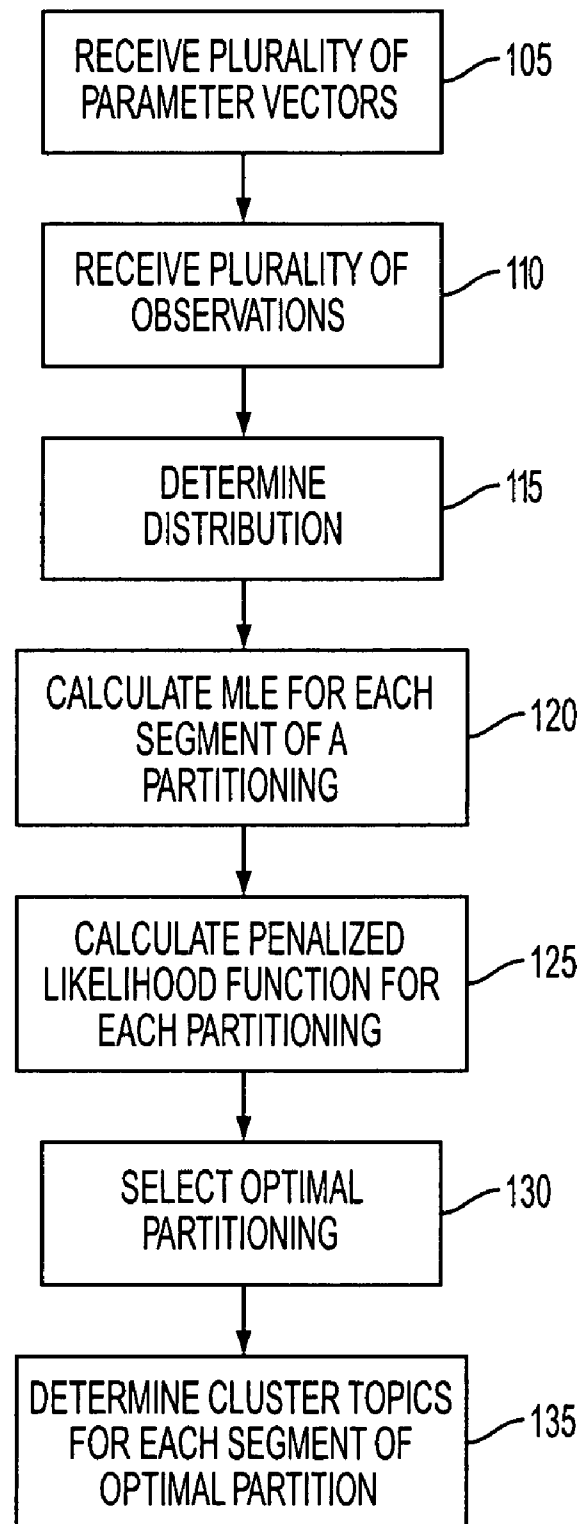 RECEIVE PLURALITY OF
PARAMETER VECTORS
105
RECEIVE PLURALITY OF
OBSERVATIONS
110
DETERMINE
DISTRIBUTION
115
CALCULATE MLE FOR EACH
SEGMENT OF A
PARTITIONING
120
CALCULATE PENALIZED
LIKELIHOOD FUNCTION FOR
EACH PARTITIONING
125
SELECT OPTIMAL
PARTITIONING
130
DETERMINE CLUSTER TOPICS
FOR EACH SEGMENT OF
OPTIMAL PARTITION
135